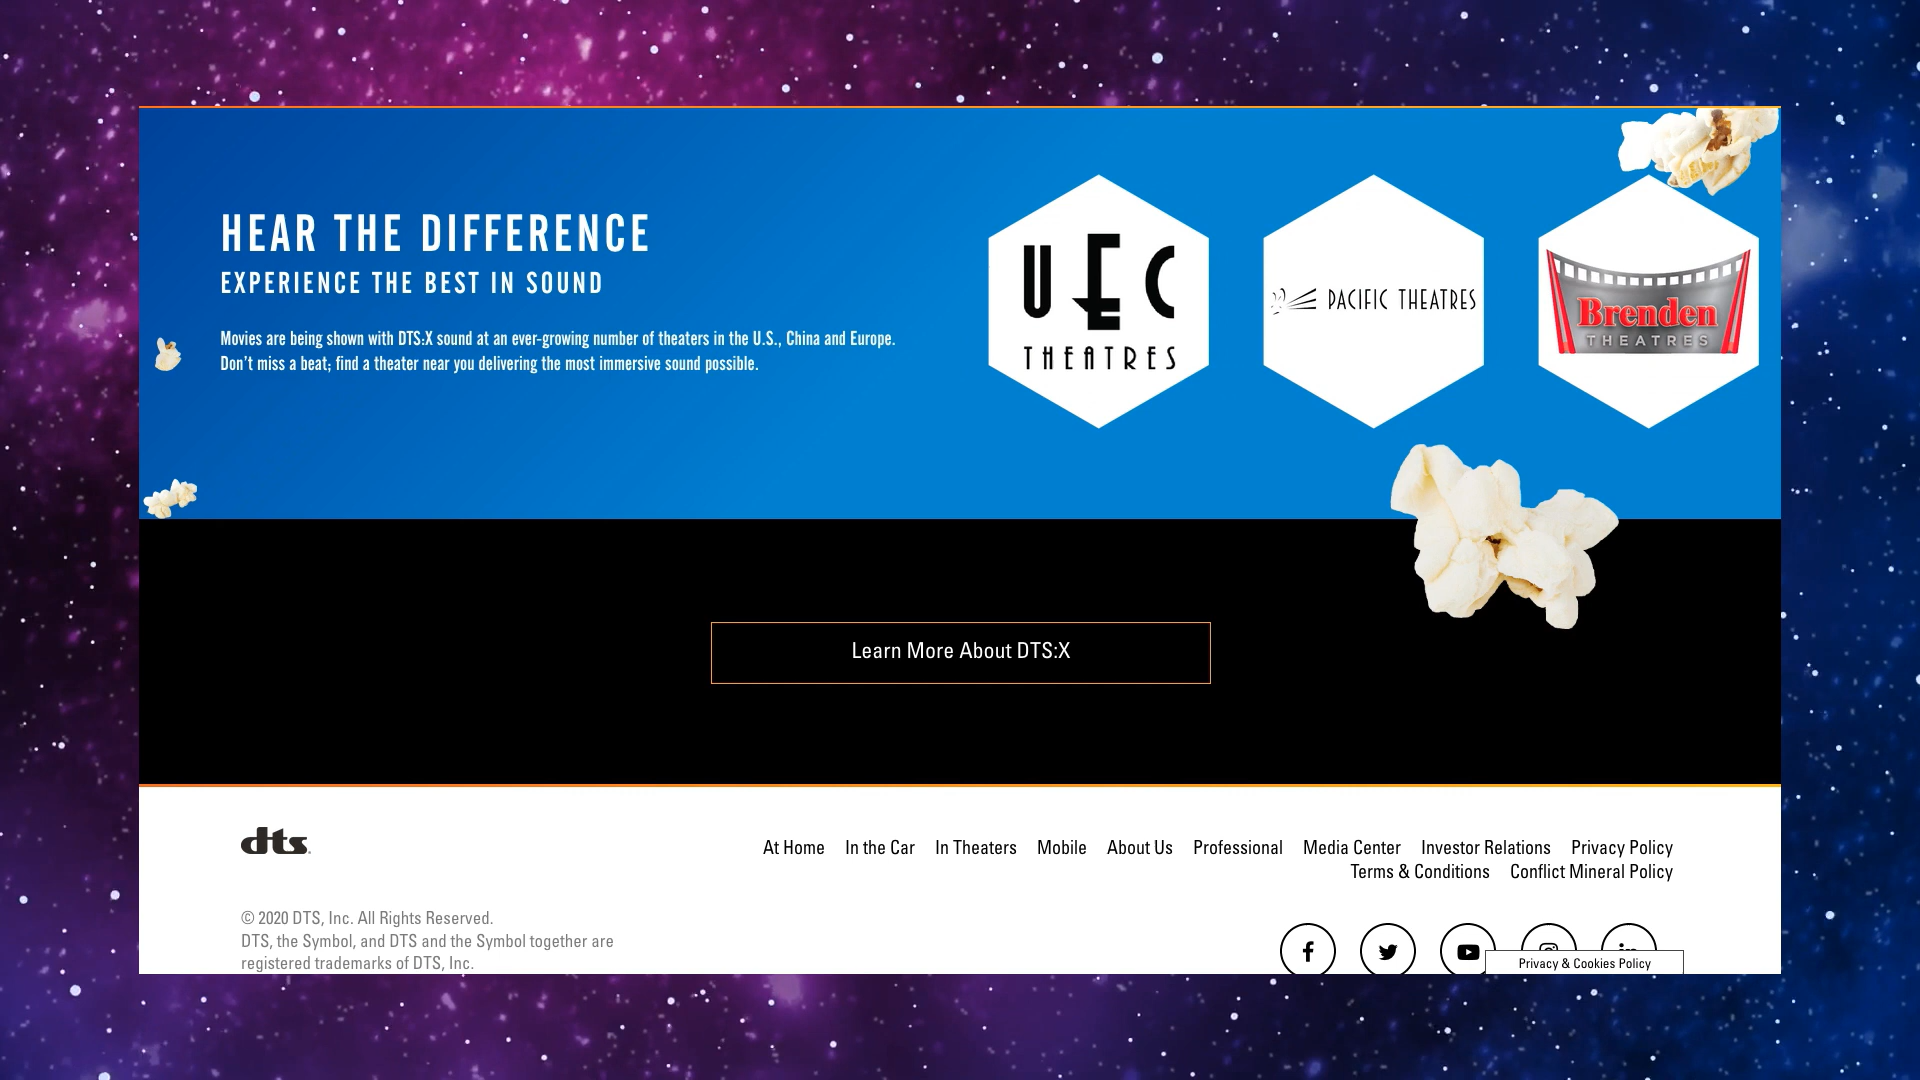 HEAR THE DIFFERENCE
EXPERIENCE THE BEST IN SOUND
Movies are being shown with DTS:X sound at an ever-growing number of theaters in the U.S., China and Europe.
Don't miss a beat; find a theater near you delivering the most immersive sound possible.
UEC
THEATRES
PACIFIC THEATRES
Brenden
THEATRES
Learn More About DTS:X
dts
At Home In the Car In Theaters Mobile About Us Professional Media Center Investor Relations Privacy Policy
Terms & Conditions Conflict Mineral Policy
© 2020 DTS, Inc. All Rights Reserved.
DTS, the Symbol, and DTS and the Symbol together are
registered trademarks of DTS, Inc.
Privacy & Cookies Policy